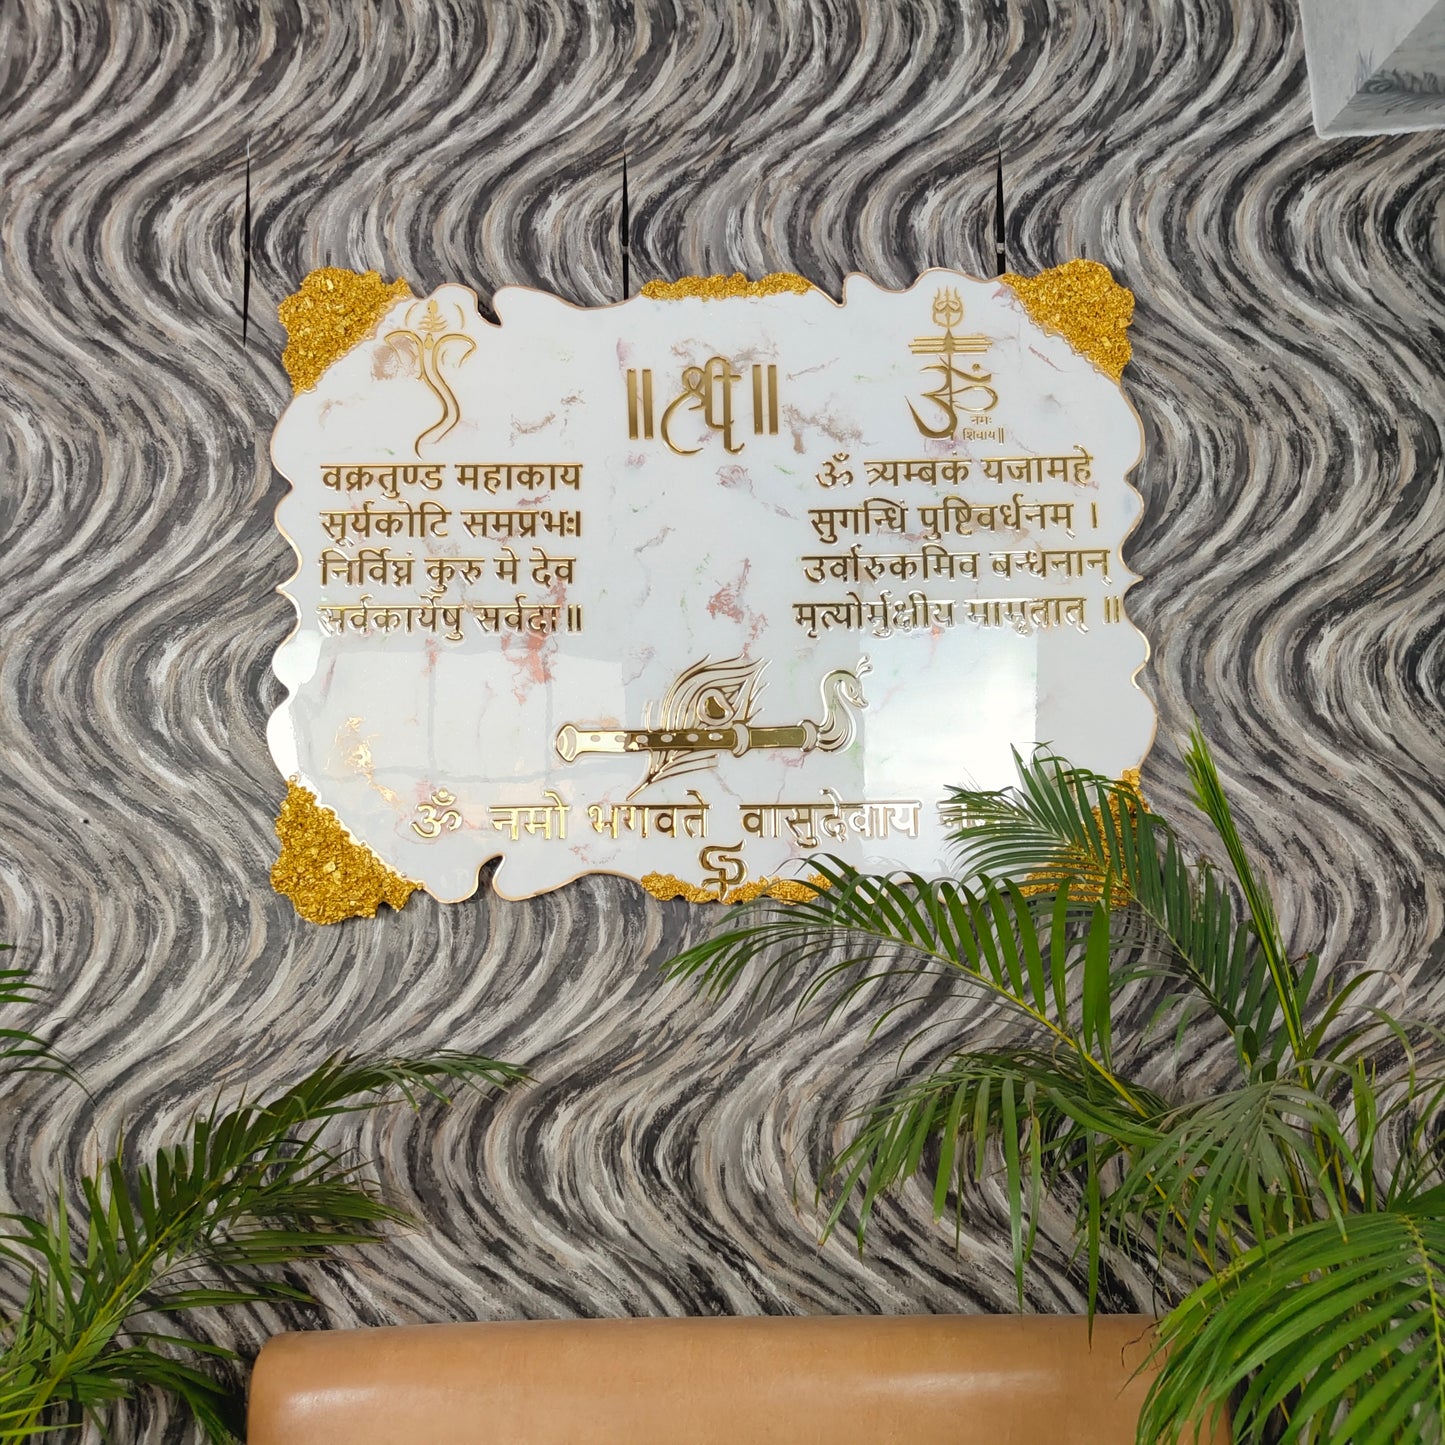 ॥ श्री ॥
ॐ
नमः
शिवाय॥
वक्रतुण्ड महाकाय
सूर्यकोटि समप्रभः।
निर्विघ्नं कुरु मे देव
सर्वकार्येषु सर्वदा॥
ॐ त्र्यम्बकं यजामहे
सुगन्धिं पुष्टिवर्धनम् ।
उर्वारुकमिव बन्धनान्
मृत्योर्मुक्षीय मामृतात् ॥
ॐ नमो भगवते वासुदेवाय